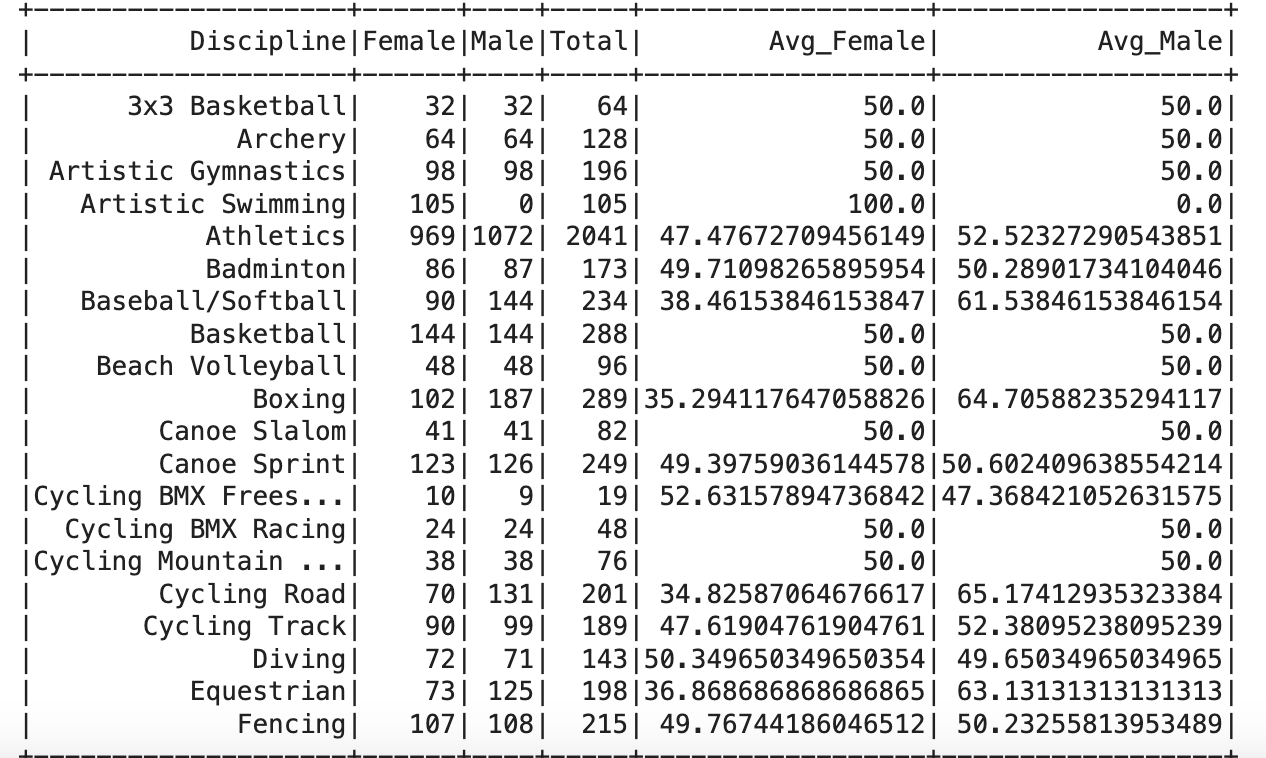 +---------------------+------+----+-----+------------------+------------------+
|           Discipline|Female|Male|Total|        Avg_Female|          Avg_Male|
+---------------------+------+----+-----+------------------+------------------+
|        3x3 Basketball|    32|  32|   64|              50.0|              50.0|
|               Archery|    64|  64|  128|              50.0|              50.0|
|   Artistic Gymnastics|    98|  98|  196|              50.0|              50.0|
|     Artistic Swimming|   105|   0|  105|             100.0|               0.0|
|             Athletics|   969|1072| 2041| 47.47672709456149| 52.52327290543851|
|             Badminton|    86|  87|  173| 49.71098265895954| 50.28901734104046|
|     Baseball/Softball|    90| 144|  234| 38.46153846153847| 61.53846153846154|
|            Basketball|   144| 144|  288|              50.0|              50.0|
|      Beach Volleyball|    48|  48|   96|              50.0|              50.0|
|                Boxing|   102| 187|  289|35.294117647058826| 64.70588235294117|
|          Canoe Slalom|    41|  41|   82|              50.0|              50.0|
|          Canoe Sprint|   123| 126|  249| 49.39759036144578|50.602409638554214|
|Cycling BMX Frees...|    10|   9|   19| 52.63157894736842|47.368421052631575|
|    Cycling BMX Racing|    24|  24|   48|              50.0|              50.0|
|Cycling Mountain ...|    38|  38|   76|              50.0|              50.0|
|          Cycling Road|    70| 131|  201| 34.82587064676617| 65.17412935323384|
|         Cycling Track|    90|  99|  189| 47.61904761904761| 52.38095238095239|
|                Diving|    72|  71|  143|50.349650349650354| 49.65034965034965|
|            Equestrian|    73| 125|  198|36.868686868686865| 63.13131313131313|
|               Fencing|   107| 108|  215| 49.76744186046512| 50.23255813953489|
+---------------------+------+----+-----+------------------+------------------+